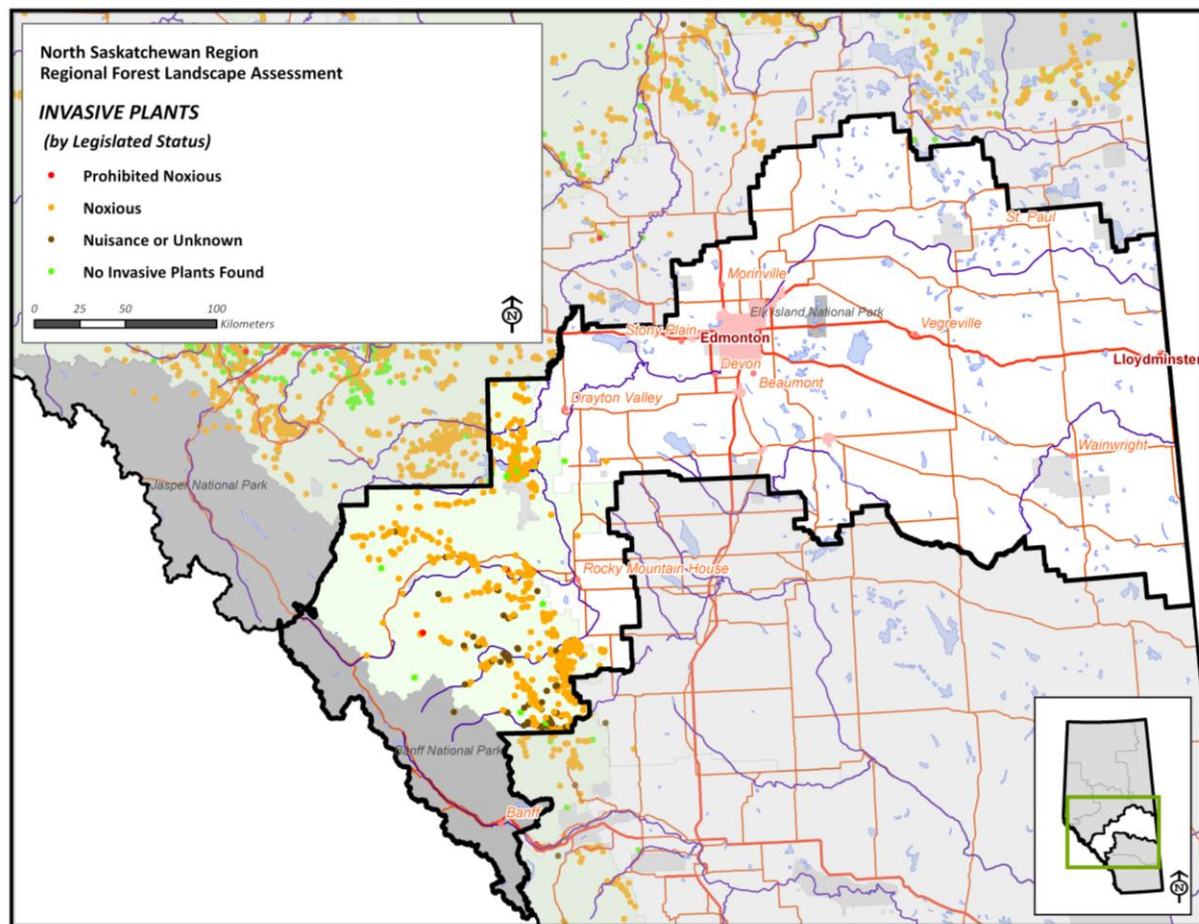 North Saskatchewan Region
Regional Forest Landscape Assessment
INVASIVE PLANTS
(by Legislated Status)
Prohibited Noxious
Noxious
Nuisance or Unknown
No Invasive Plants Found
0 25 50 100
Kilometers
N
St. Paul
Morinville
Elk Island National Park
Stony Plain
Vegreville
Edmonton
Lloydminster
Devon
Beaumont
Drayton Valley
Wainwright
Jasper National Park
Rocky Mountain House
Banff National Park
Banff
N